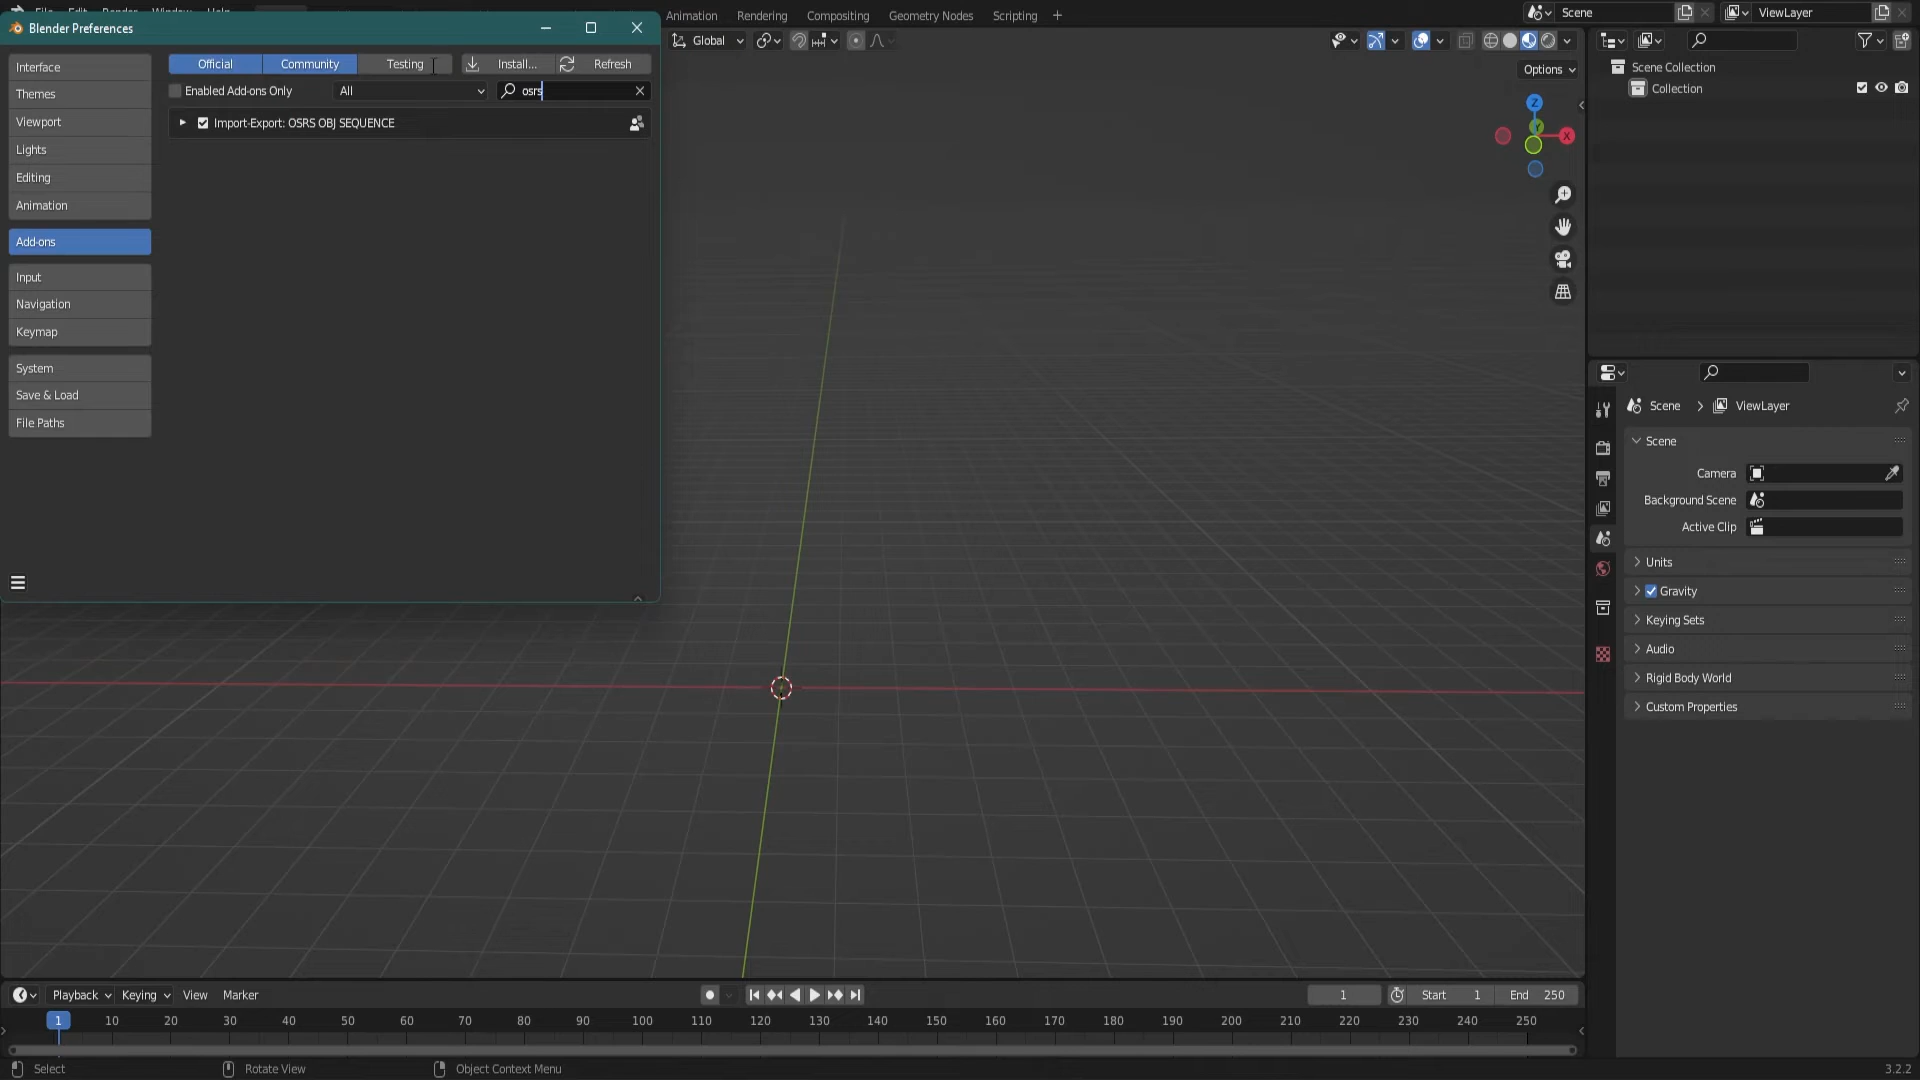 File Edit Render Window Help
Animation Rendering Compositing Geometry Nodes Scripting
Scene ViewLayer
Blender Preferences
Global
Interface
Themes
Viewport
Lights
Editing
Animation
Add-ons
Input
Navigation
Keymap
System
Save & Load
File Paths
Official Community Testing Install... Refresh
Enabled Add-ons Only All osrs
Import-Export: OSRS OBJ SEQUENCE
Options
Z
Y
X
Scene Collection
Collection
Scene ViewLayer
Scene
Camera
Background Scene
Active Clip
Units
Gravity
Keying Sets
Audio
Rigid Body World
Custom Properties
Playback Keying View Marker 1 Start 1 End 250
1 10 20 30 40 50 60 70 80 90 100 110 120 130 140 150 160 170 180 190 200 210 220 230 240 250
Select Rotate View Object Context Menu 3.2.2